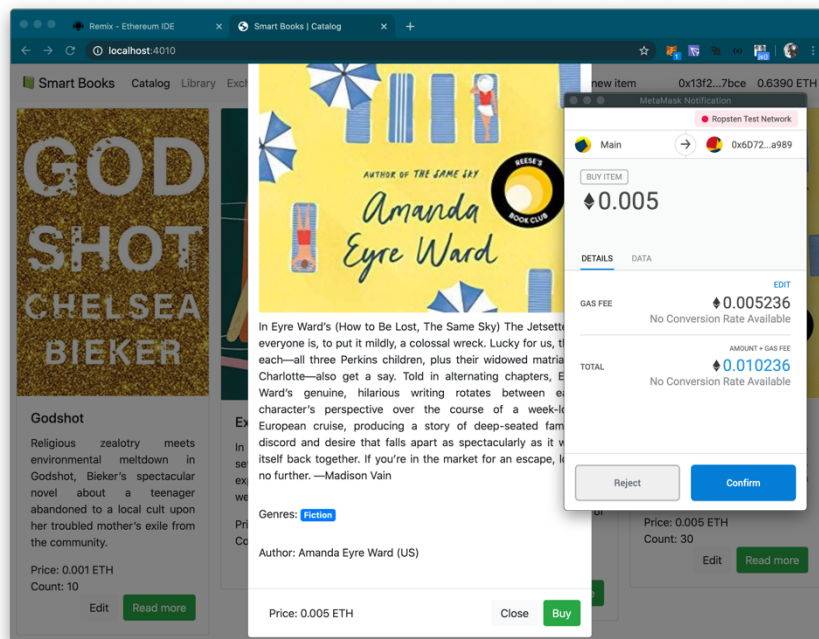 Remix - Ethereum IDE
Smart Books | Catalog
localhost:4010
Smart Books
Catalog
Library
new item
0x13f2...7bce
0.6390 ETH
GOD
SHOT
CHELSEA
BIEKER
Godshot
Religious zealotry meets
environmental meltdown in
Godshot, Bieker's spectacular
novel about a teenager
abandoned to a local cult upon
her troubled mother's exile from
the community.
Price: 0.001 ETH
Count: 10
Edit
Read more
AUTHOR OF THE SAME SKY
Amanda
Eyre Ward
REESE'S
BOOK CLUB
In Eyre Ward's (How to Be Lost, The Same Sky) The
everyone is, to put it mildly, a colossal wreck. Lucky for us,
each—all three Perkins children, plus their widowed
Charlotte—also get a say. Told in alternating chapters,
Ward's genuine, hilarious writing rotates between
character's perspective over the course of a
European cruise, producing a story of deep-seated
discord and desire that falls apart as spectacularly as it
itself back together. If you're in the market for an escape,
no further. —Madison Vain
Genres: Fiction
Author: Amanda Eyre Ward (US)
Price: 0.005 ETH
Close
Buy
MetaMask Notification
Ropsten Test Network
Main
0x6D72...a989
BUY ITEM
0.005
DETAILS
DATA
EDIT
GAS FEE
0.005236
No Conversion Rate Available
AMOUNT + GAS FEE
TOTAL
0.010236
No Conversion Rate Available
Reject
Confirm
Price: 0.005 ETH
Count: 30
Edit
Read more